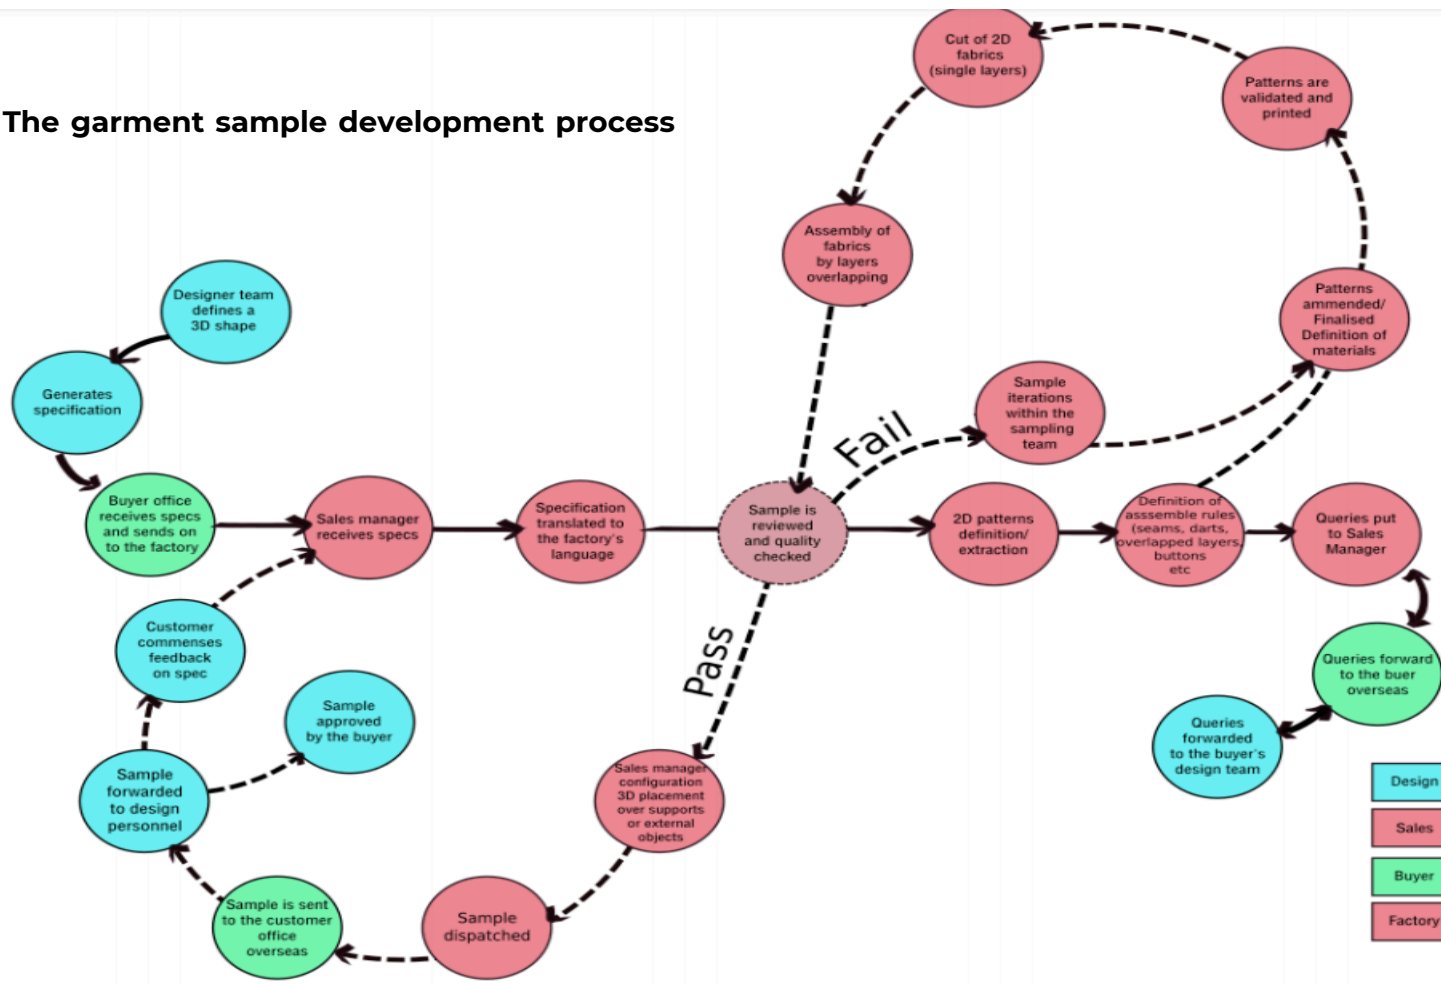 The garment sample development process
Cut of 2D
fabrics
(single layers)
Patterns are
validated and
printed
Assembly of
fabrics
by layers
overlapping
Designer team
defines a
3D shape
Patterns
ammended/
Finalised
Definition of
materials
Generates
specification
Sample
iterations
within the
sampling
team
Fail
Buyer office
receives specs
and sends on
to the factory
Sales manager
receives specs
Specification
translated to
the factory's
language
Sample is
reviewed
and quality
checked
2D patterns
definition/
extraction
Definition of
asssemble rules
(seams, darts,
overlapped layers,
buttons
etc
Queries put
to Sales
Manager
Customer
commenses
feedback
on spec
Pass
Queries forward
to the buer
overseas
Sample
approved
by the buyer
Queries
forwarded
to the buyer's
design team
Sample
forwarded
to design
personnel
Sales manager
configuration
3D placement
over supports
or external
objects
Sample is sent
to the customer
office
overseas
Sample
dispatched
Design
Sales
Buyer
Factory